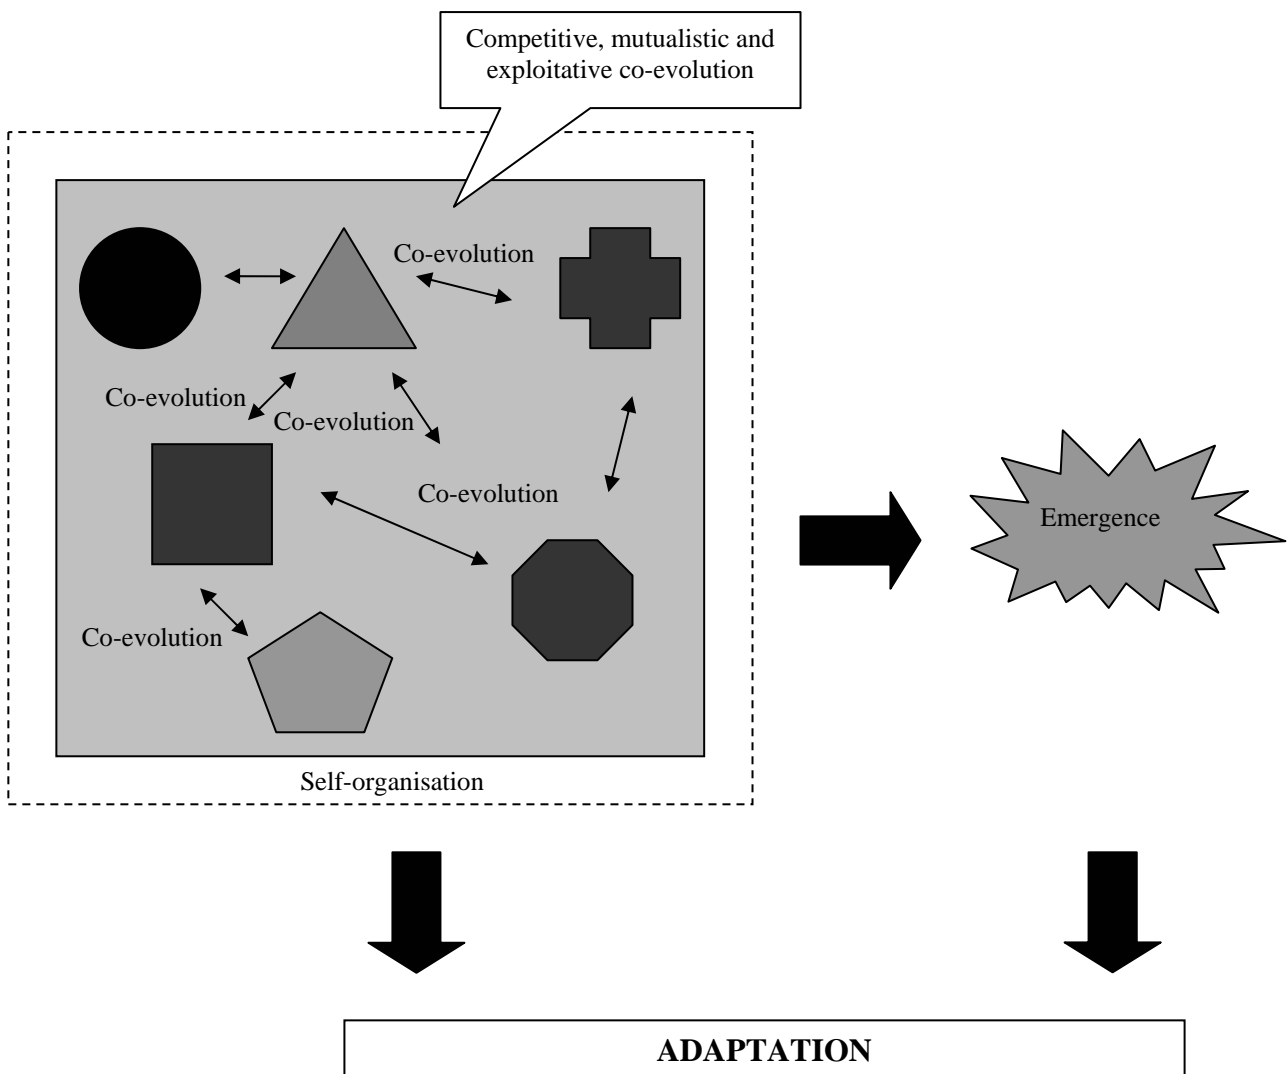 Competitive, mutualistic and
exploitative co-evolution
Co-evolution
Co-evolution
Co-evolution
Co-evolution
Emergence
Co-evolution
Self-organisation
ADAPTATION